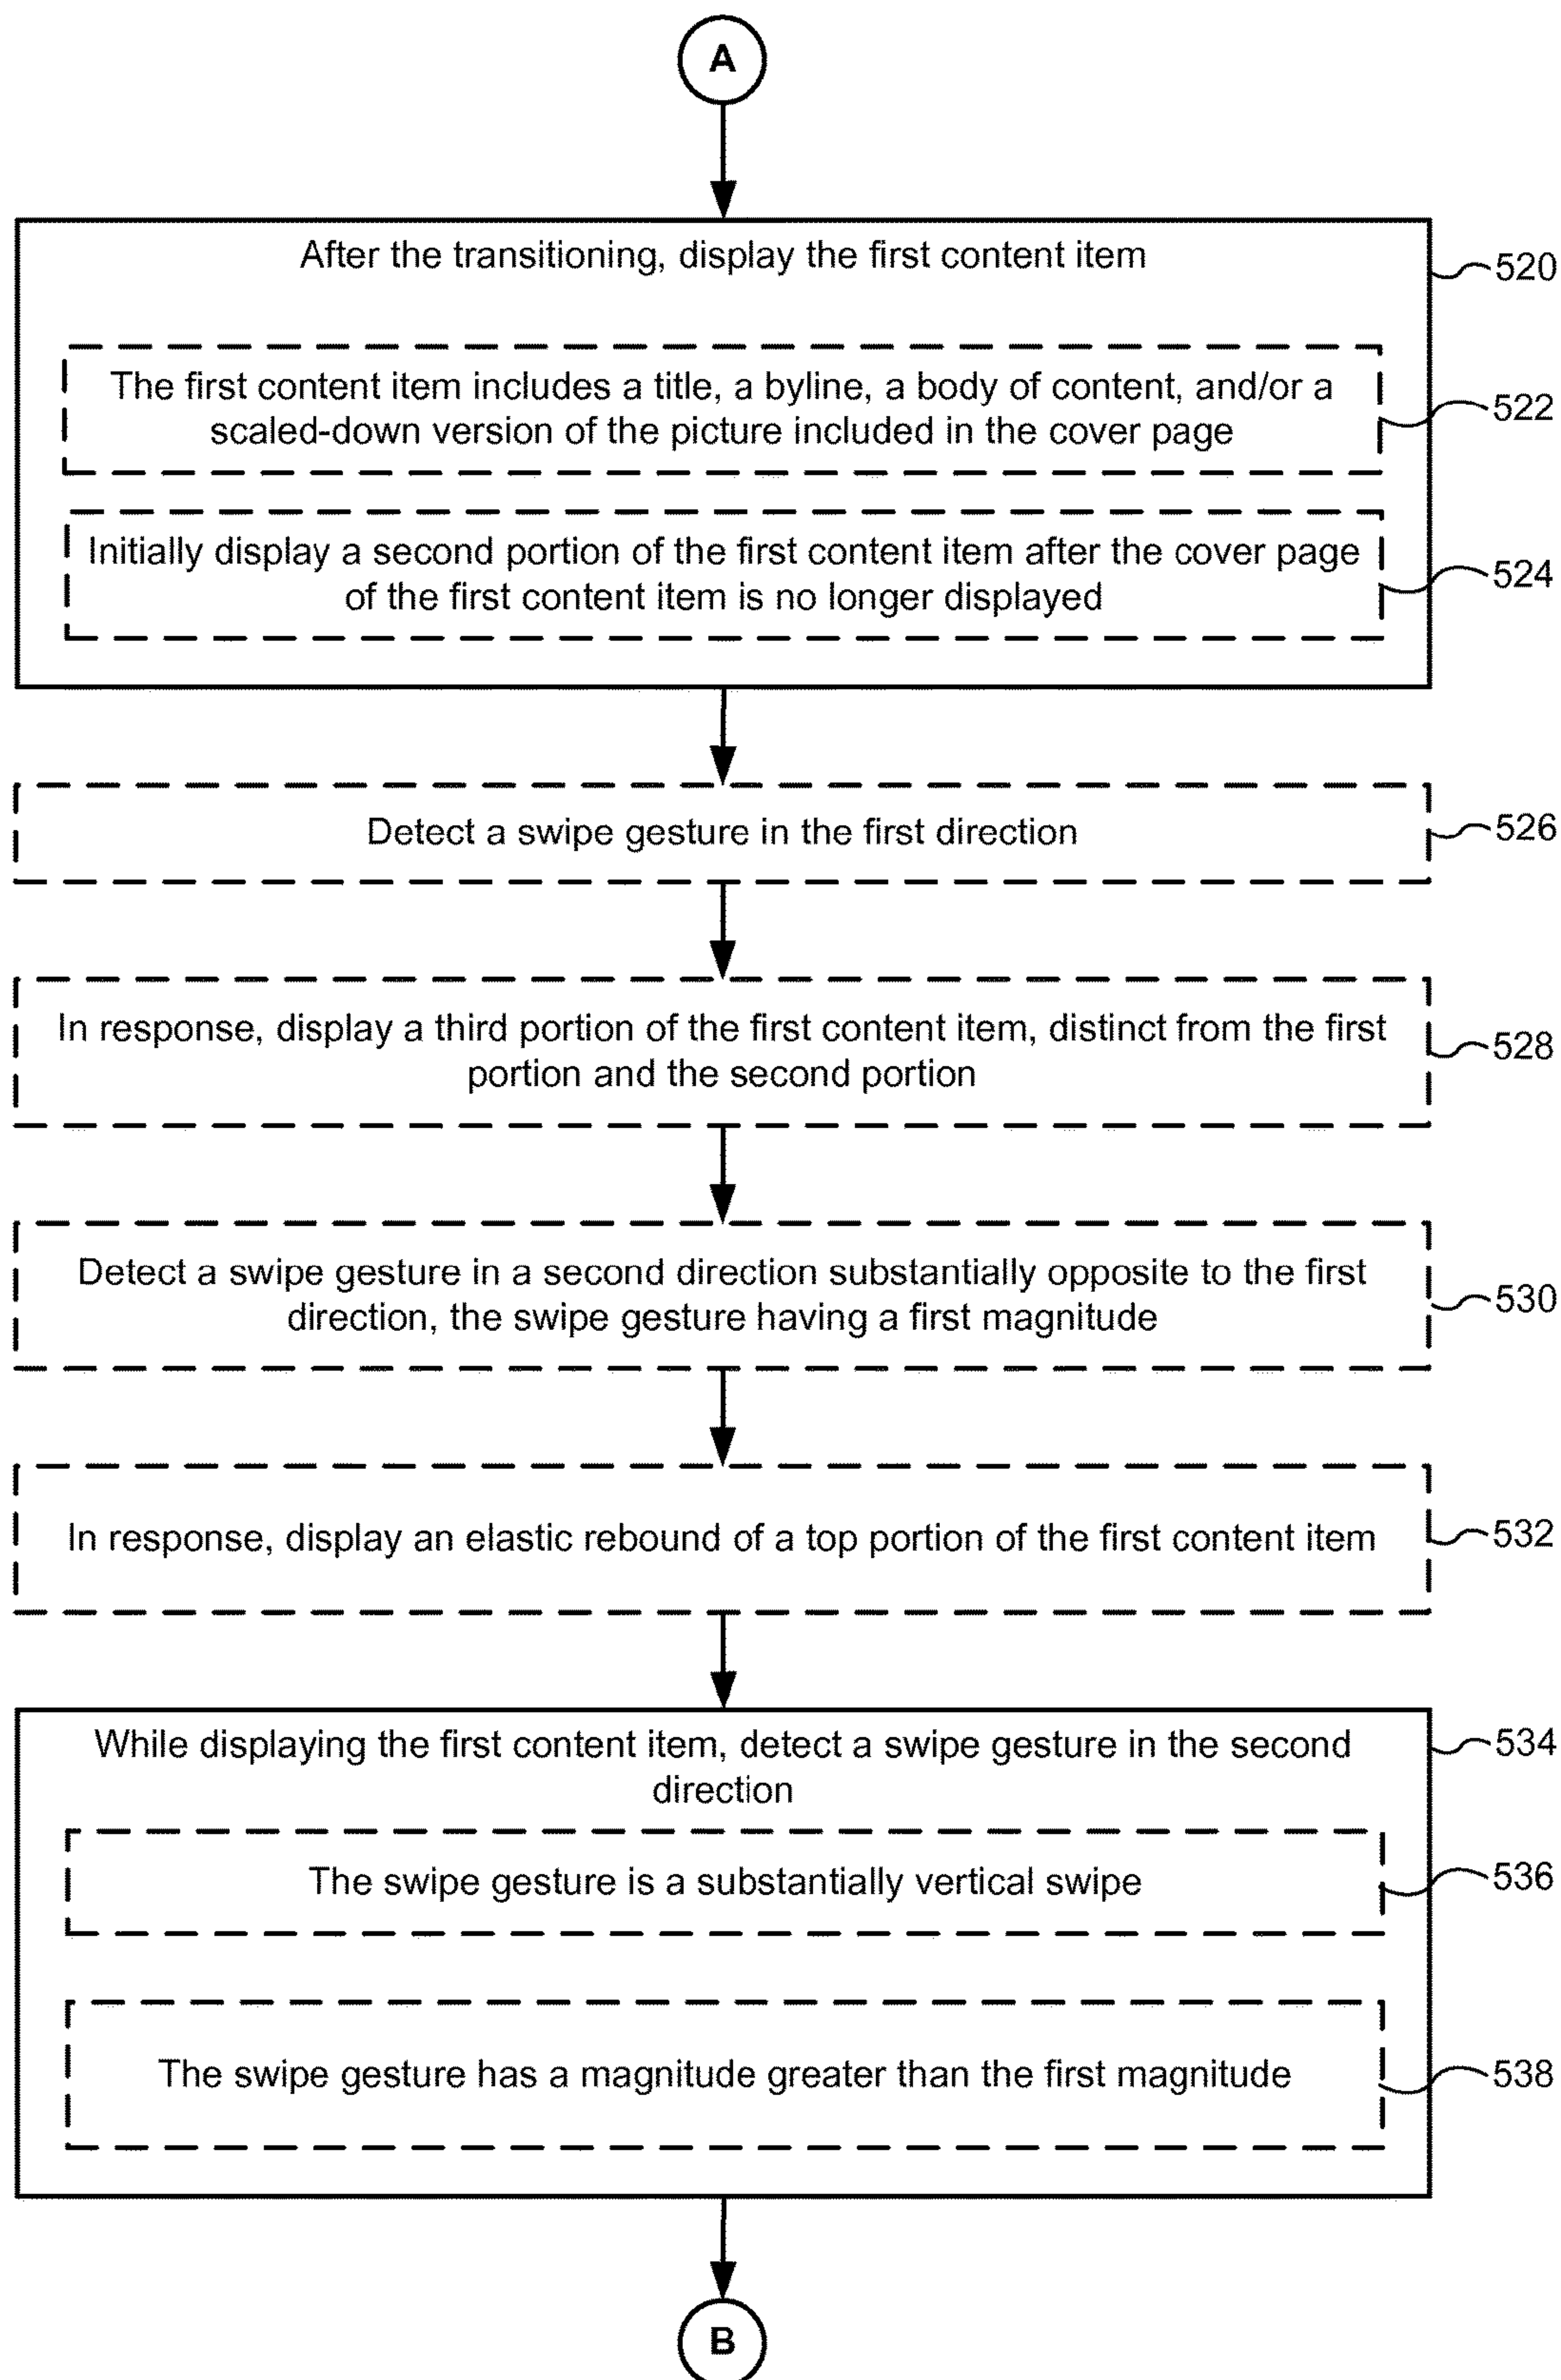 A
After the transitioning, display the first content item
520
The first content item includes a title, a byline, a body of content, and/or a
scaled-down version of the picture included in the cover page
522
Initially display a second portion of the first content item after the cover page
of the first content item is no longer displayed
524
Detect a swipe gesture in the first direction
526
In response, display a third portion of the first content item, distinct from the first
portion and the second portion
528
Detect a swipe gesture in a second direction substantially opposite to the first
direction, the swipe gesture having a first magnitude
530
In response, display an elastic rebound of a top portion of the first content item
532
While displaying the first content item, detect a swipe gesture in the second
direction
534
The swipe gesture is a substantially vertical swipe
536
The swipe gesture has a magnitude greater than the first magnitude
538
B